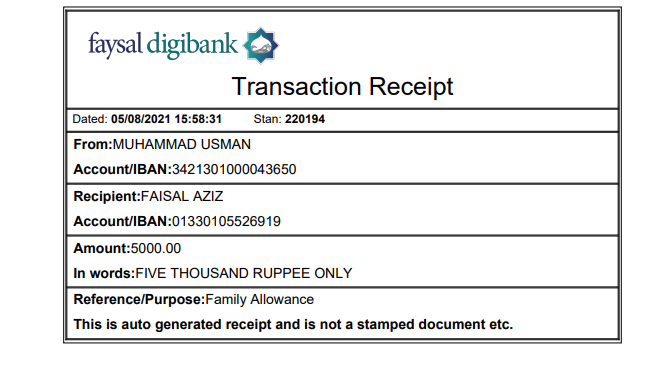 faysal digibank
Transaction Receipt
Dated: 05/08/2021 15:58:31 Stan: 220194
From:MUHAMMAD USMAN
Account/IBAN:3421301000043650
Recipient:FAISAL AZIZ
Account/IBAN:01330105526919
Amount:5000.00
In words:FIVE THOUSAND RUPPEE ONLY
Reference/Purpose:Family Allowance
This is auto generated receipt and is not a stamped document etc.